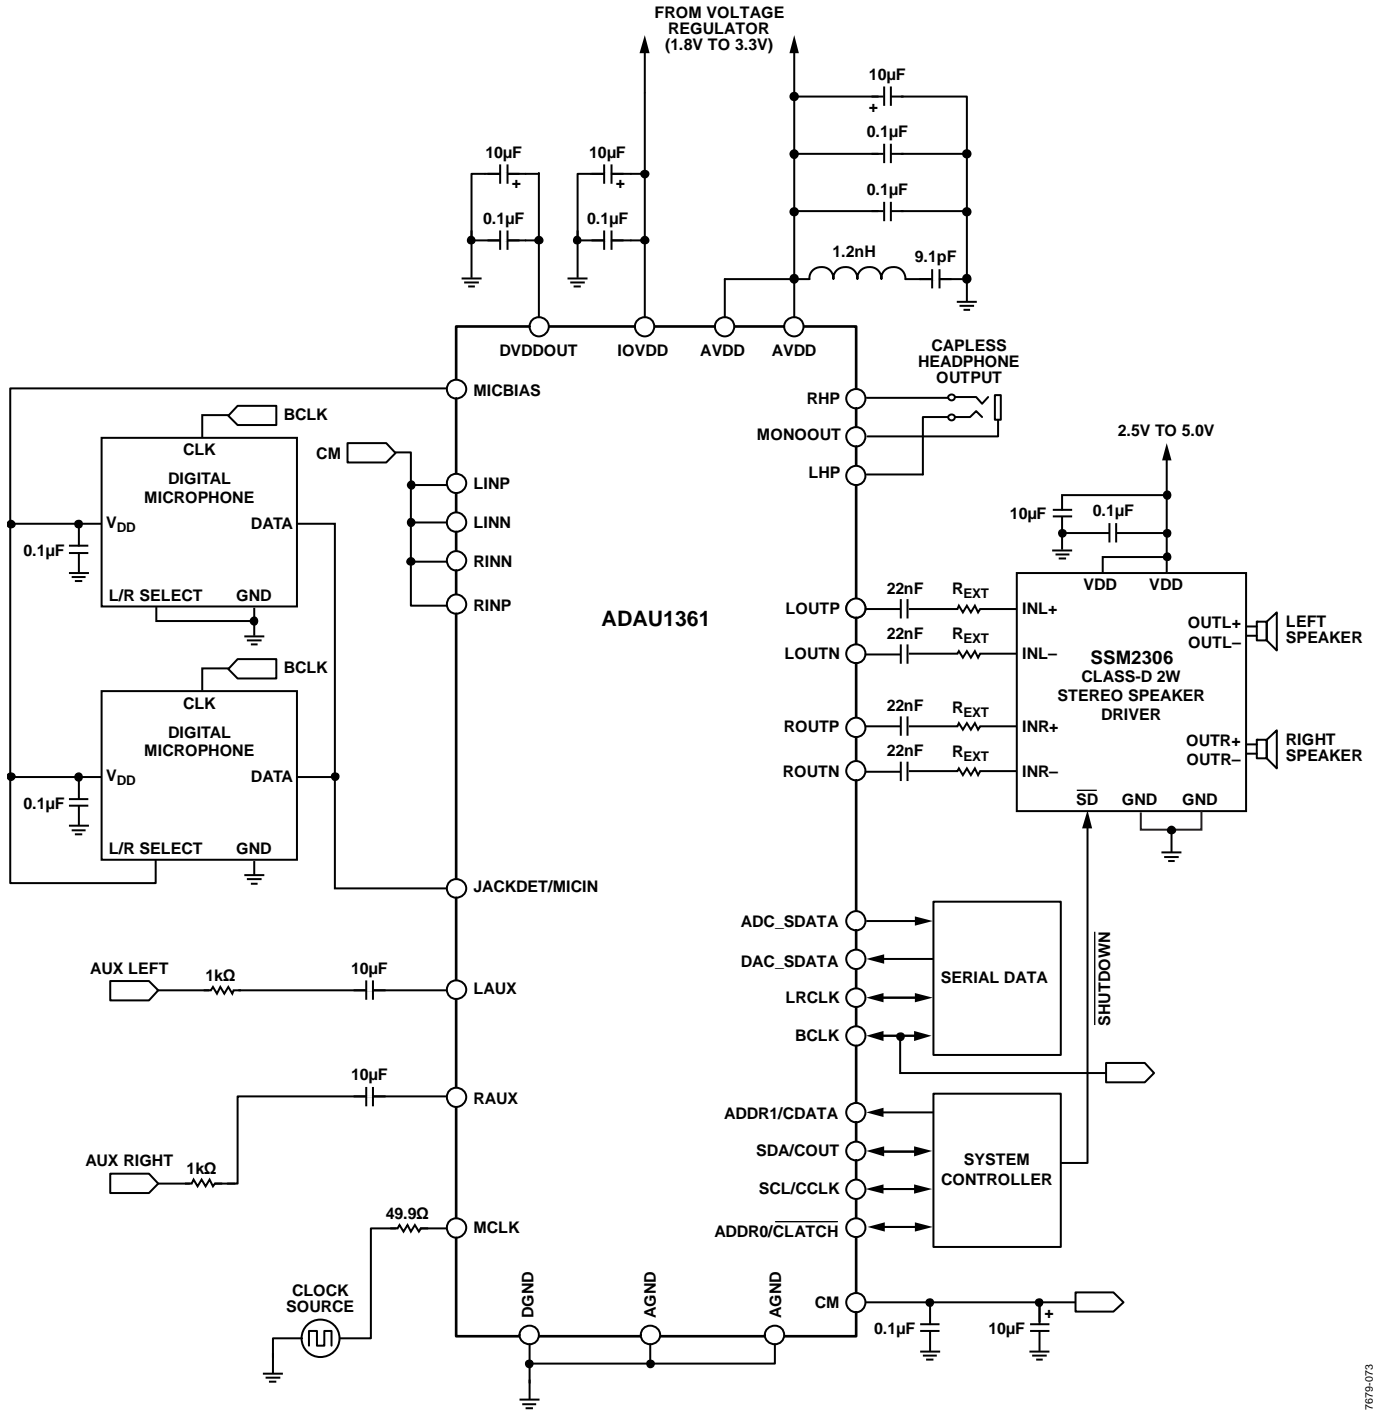 FROM VOLTAGE
REGULATOR
(1.8V TO 3.3V)
10µF
+
0.1µF
0.1µF
1.2nH
9.1pF
10µF
+
0.1µF
10µF
+
0.1µF
DVDDOUT
IOVDD
AVDD
AVDD
MICBIAS
BCLK
CLK
DIGITAL
MICROPHONE
VDD
DATA
0.1µF
L/R SELECT
GND
CM
LINP
LINN
RINN
RINP
BCLK
CLK
DIGITAL
MICROPHONE
VDD
DATA
0.1µF
L/R SELECT
GND
JACKDET/MICIN
AUX LEFT
1kΩ
10µF
LAUX
10µF
RAUX
AUX RIGHT
1kΩ
49.9Ω
MCLK
CLOCK
SOURCE
DGND
AGND
AGND
ADAU1361
CAPLESS
HEADPHONE
OUTPUT
RHP
MONOOUT
LHP
2.5V TO 5.0V
10µF
0.1µF
VDD
VDD
LOUTP
22nF
REXT
INL+
LOUTN
22nF
REXT
INL–
ROUTP
22nF
REXT
INR+
ROUTN
22nF
REXT
INR–
SSM2306
CLASS-D 2W
STEREO SPEAKER
DRIVER
OUTL+
OUTL–
LEFT
SPEAKER
OUTR+
OUTR–
RIGHT
SPEAKER
SD
GND
GND
ADC_SDATA
DAC_SDATA
LRCLK
BCLK
SERIAL DATA
SHUTDOWN
ADDR1/CDATA
SDA/COUT
SCL/CCLK
ADDR0/CLATCH
SYSTEM
CONTROLLER
CM
0.1µF
10µF
+
7679-073